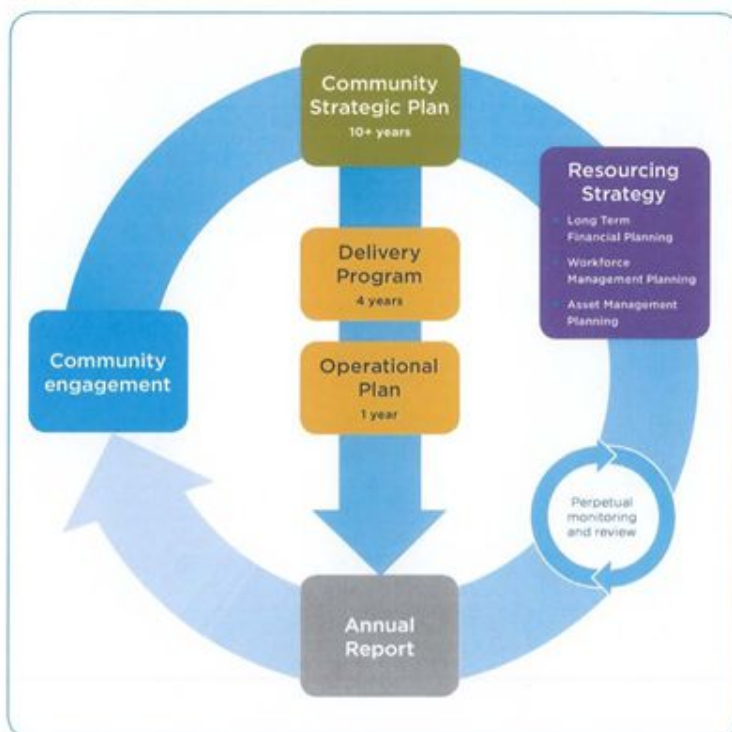 Community
Strategic Plan
10+ years
Resourcing
Strategy
Long Term
Financial Planning
Workforce
Management Planning
Asset Management
Planning
Delivery
Program
4 years
Community
engagement
Operational
Plan
1 year
Perpetual
monitoring
and review
Annual
Report